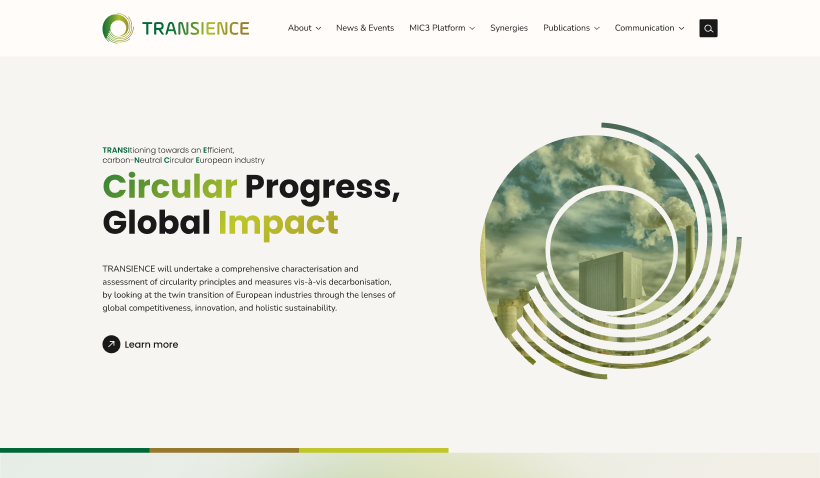 TRANSIENCE
About
News & Events
MIC3 Platform
Synergies
Publications
Communication
TRANSItioning towards an Efficient,
carbon-Neutral Circular European industry
Circular Progress,
Global Impact
TRANSIENCE will undertake a comprehensive characterisation and
assessment of circularity principles and measures vis-à-vis decarbonisation,
by looking at the twin transition of European industries through the lenses of
global competitiveness, innovation, and holistic sustainability.
Learn more